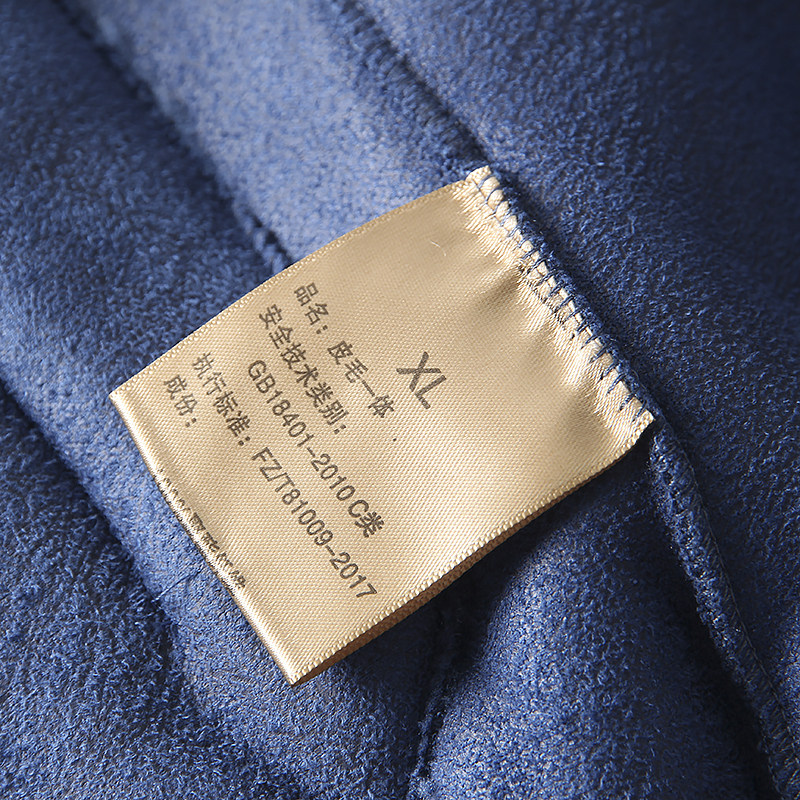 XL
品名：皮毛一体
安全技术类别：
GB18401-2010 C类
执行标准：FZ/T81009-2017
成份：